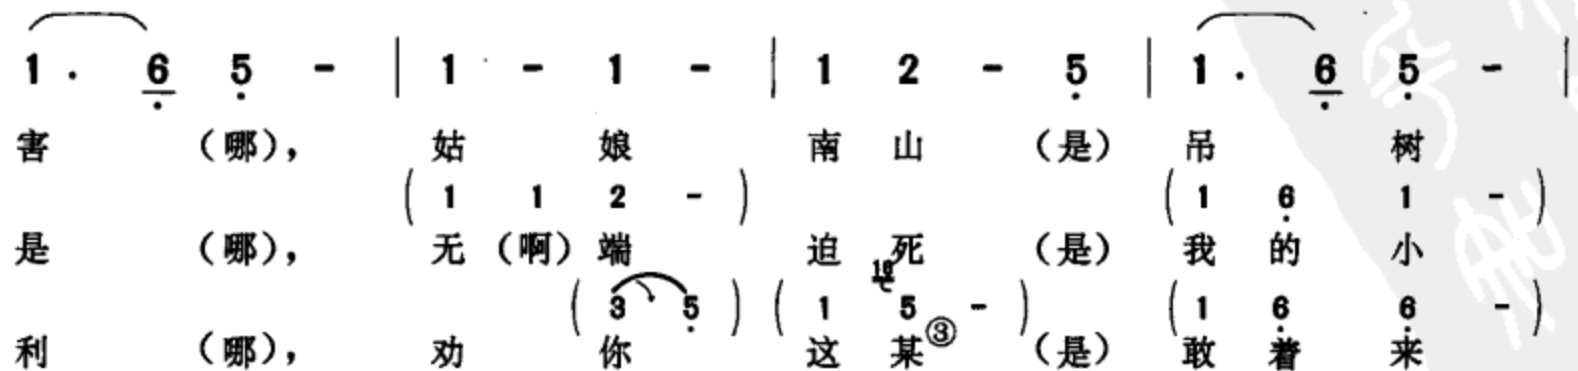 1 . 6 5 - | 1 - 1 - | 1 2 - 5 | 1 . 6 5 - |
害 （哪）， 姑 娘 南 山 （是） 吊 树
( 1 1 2 - ) ( 1 6 1 - )
是 （哪）， 无 （啊） 端 迫 死 （是） 我 的 小
( 3 5 ) ( 1 5 - ) ( 1 6 6 - )
利 （哪）， 劝 你 这 某③ （是） 敢 着 来